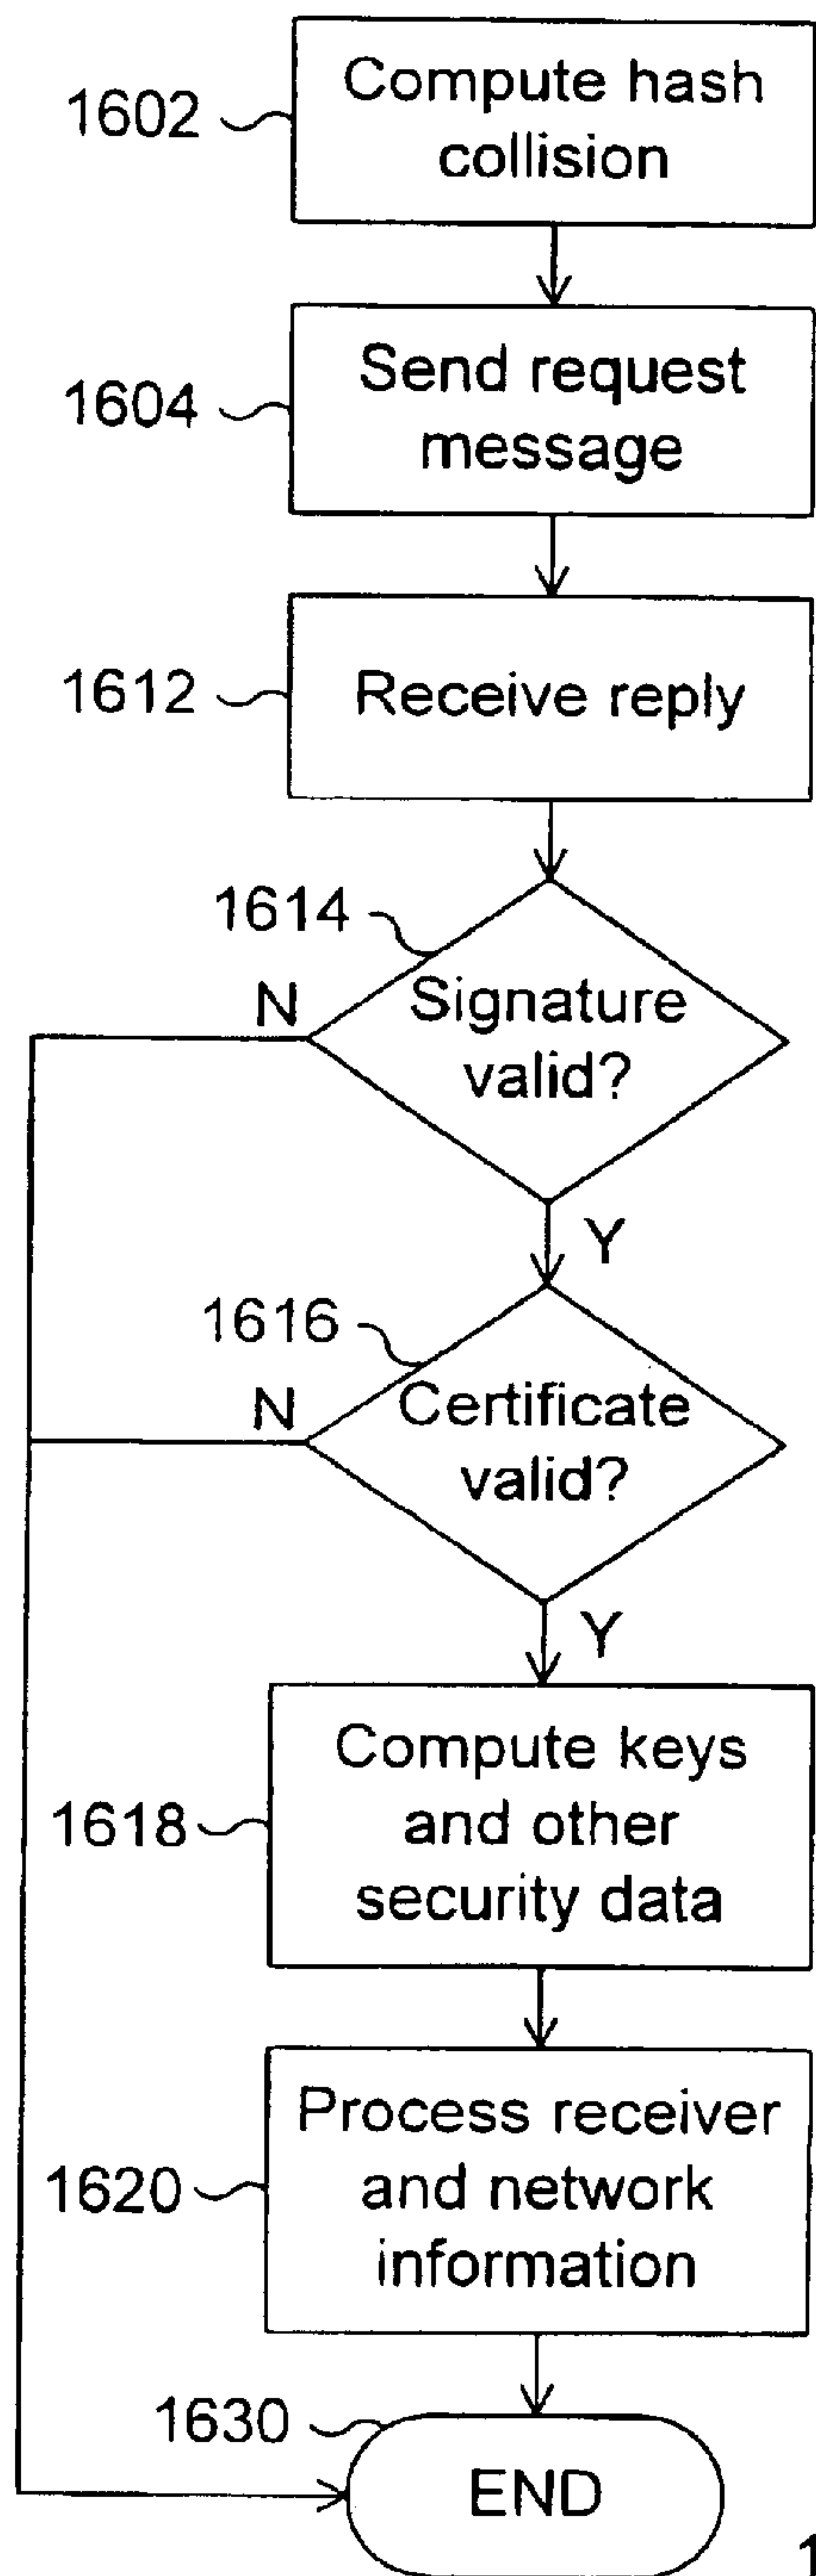 1602
Compute hash
collision
1604
Send request
message
1612
Receive reply
1614
N
Signature
valid?
Y
1616
N
Certificate
valid?
Y
1618
Compute keys
and other
security data
1620
Process receiver
and network
information
1630
END